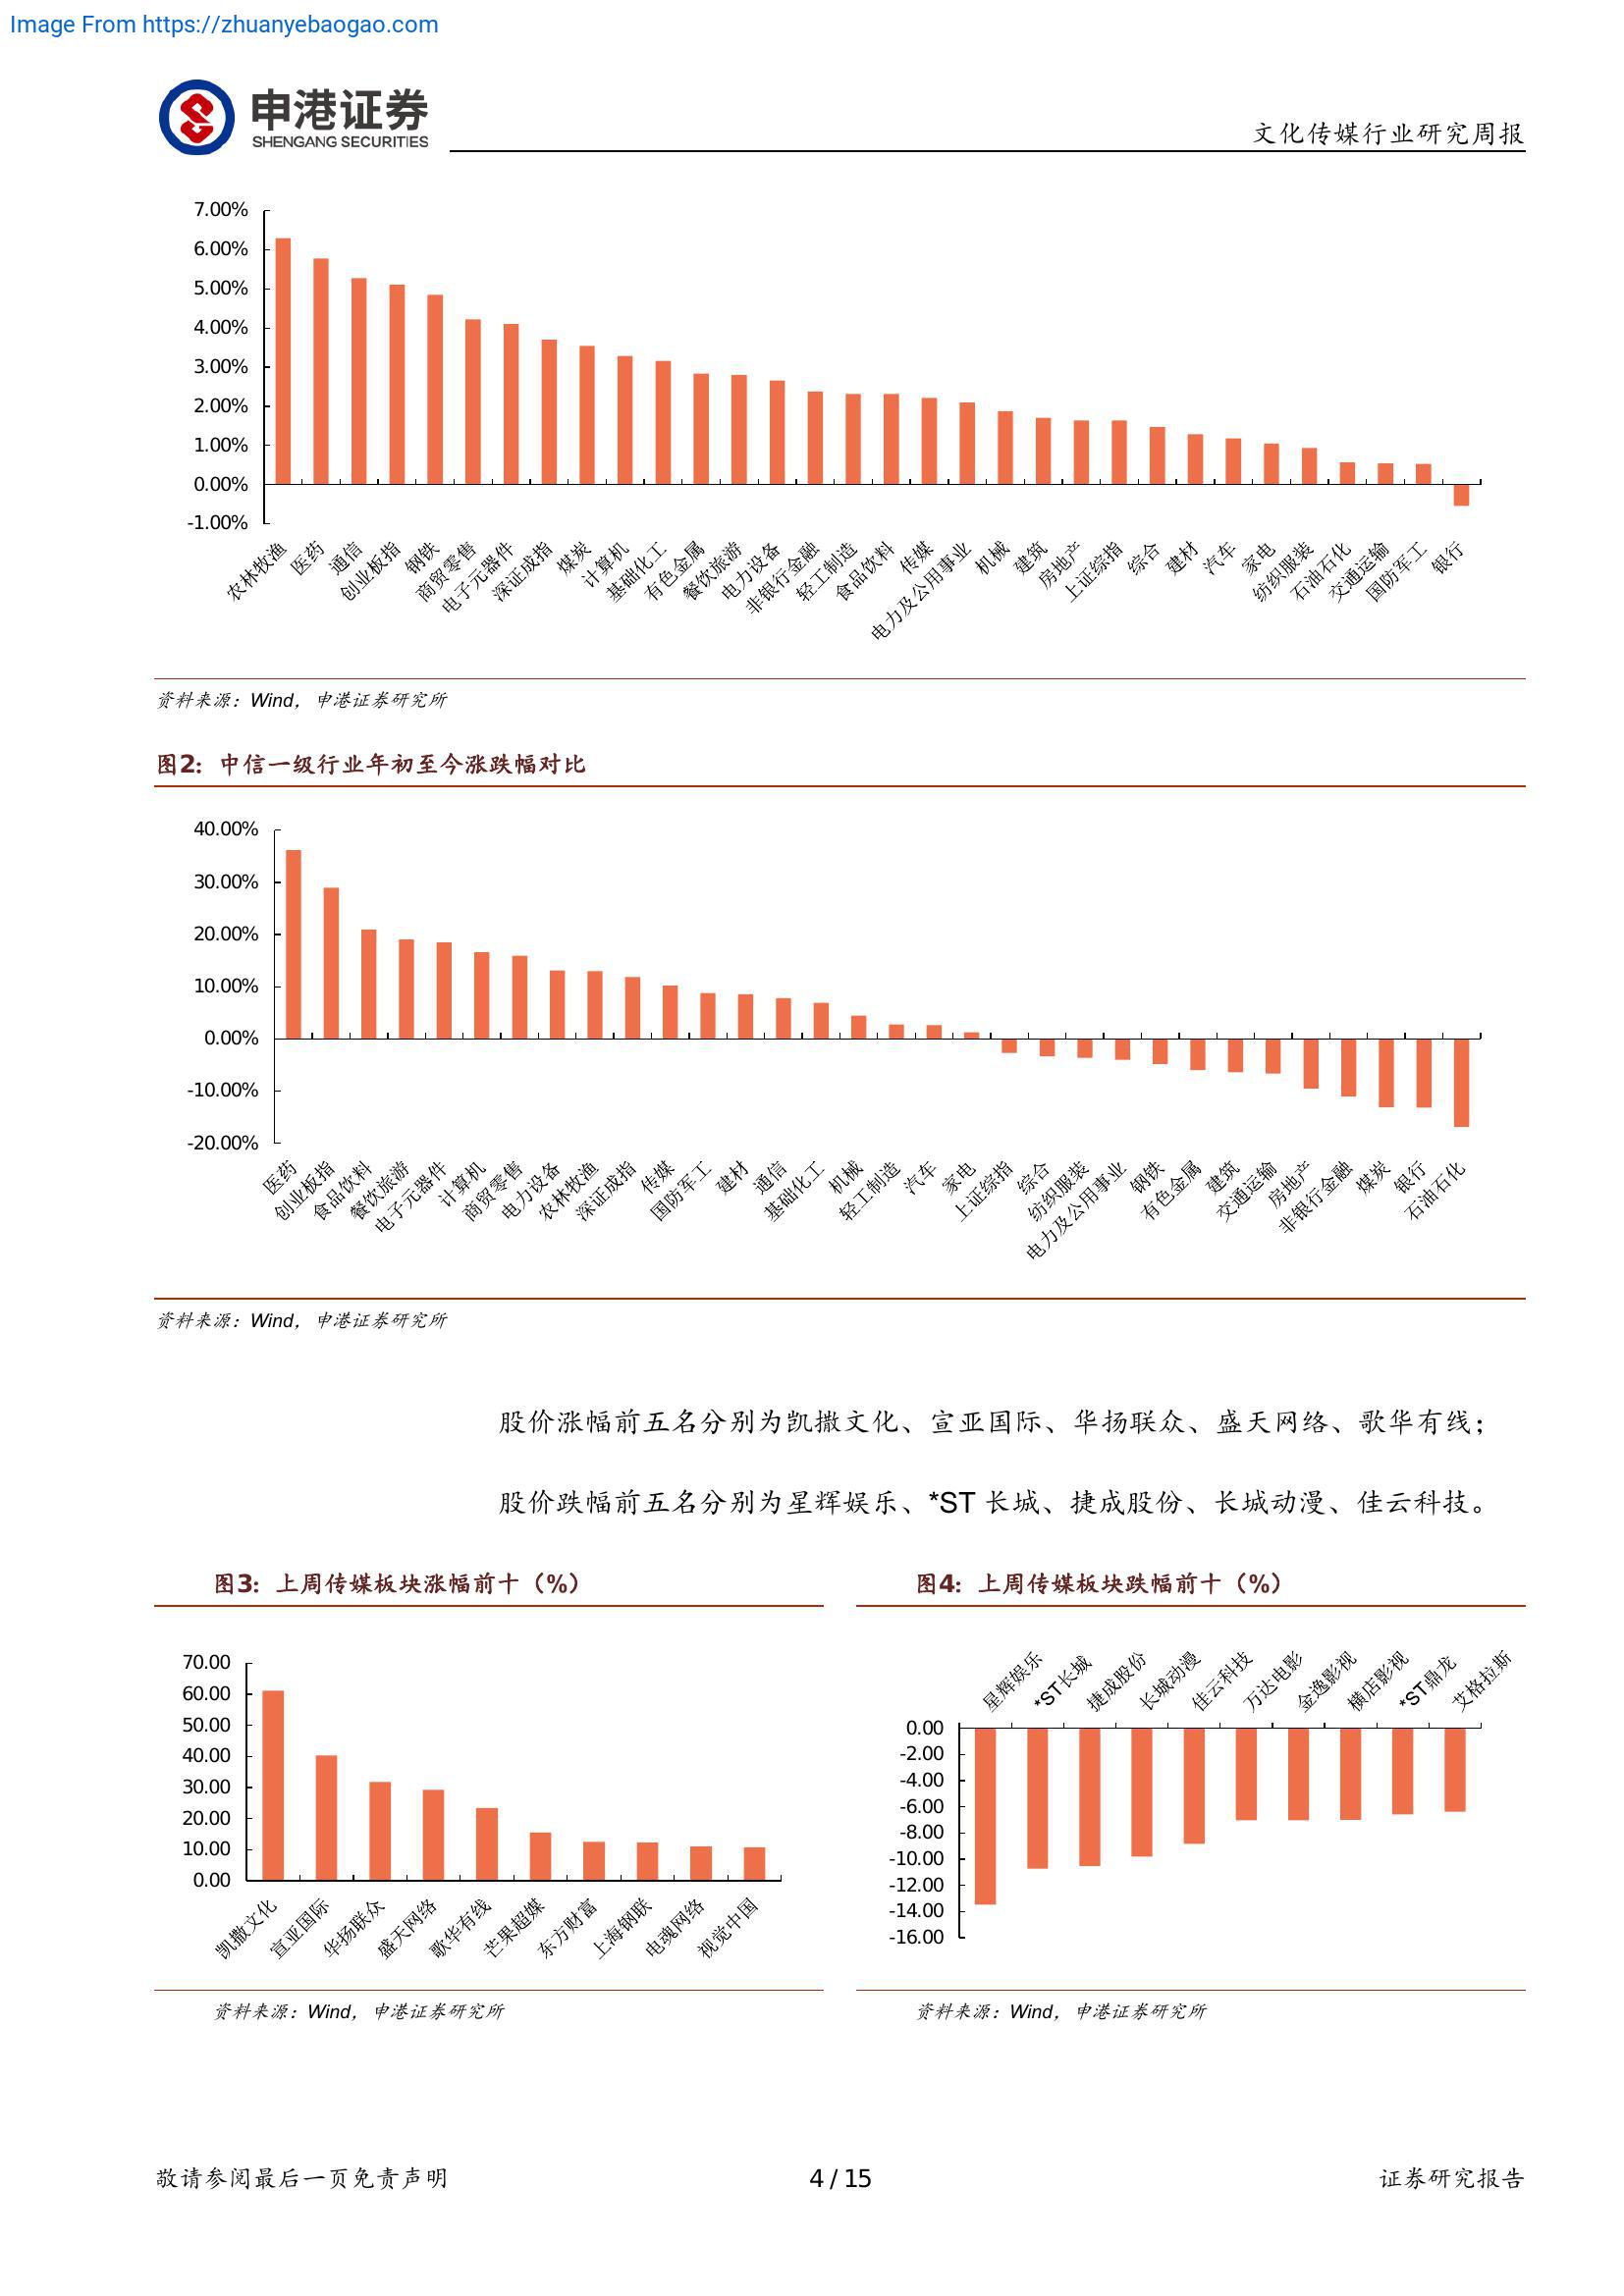 Image From https://zhuanyebaogao.com
申港证券
SHENGANG SECURITIES
文化传媒行业研究周报
7.00%
6.00%
5.00%
4.00%
3.00%
2.00%
1.00%
0.00%
-1.00%
农林牧渔
医药
通信
创业板指
钢铁
商贸零售
电子元器件
深证成指
煤炭
计算机
基础化工
有色金属
餐饮旅游
电力设备
非银行金融
轻工制造
食品饮料
传媒
电力及公用事业
机械
建筑
房地产
上证综指
综合
建材
汽车
家电
纺织服装
石油石化
交通运输
国防军工
银行
资料来源：Wind，申港证券研究所
图2：中信一级行业年初至今涨跌幅对比
40.00%
30.00%
20.00%
10.00%
0.00%
-10.00%
-20.00%
医药
创业板指
食品饮料
餐饮旅游
电子元器件
计算机
商贸零售
电力设备
农林牧渔
深证成指
传媒
国防军工
建材
通信
基础化工
机械
轻工制造
汽车
家电
上证综指
综合
纺织服装
电力及公用事业
钢铁
有色金属
建筑
交通运输
房地产
非银行金融
煤炭
银行
石油石化
资料来源：Wind，申港证券研究所
股价涨幅前五名分别为凯撒文化、宣亚国际、华扬联众、盛天网络、歌华有线；
股价跌幅前五名分别为星辉娱乐、*ST 长城、捷成股份、长城动漫、佳云科技。
图3：上周传媒板块涨幅前十（%）
70.00
60.00
50.00
40.00
30.00
20.00
10.00
0.00
凯撒文化
宣亚国际
华扬联众
盛天网络
歌华有线
芒果超媒
东方财富
上海钢联
电魂网络
视觉中国
资料来源：Wind，申港证券研究所
图4：上周传媒板块跌幅前十（%）
星辉娱乐
*ST长城
捷成股份
长城动漫
佳云科技
万达电影
金逸影视
横店影视
*ST鼎龙
艾格拉斯
0.00
-2.00
-4.00
-6.00
-8.00
-10.00
-12.00
-14.00
-16.00
资料来源：Wind，申港证券研究所
敬请参阅最后一页免责声明
4 / 15
证券研究报告